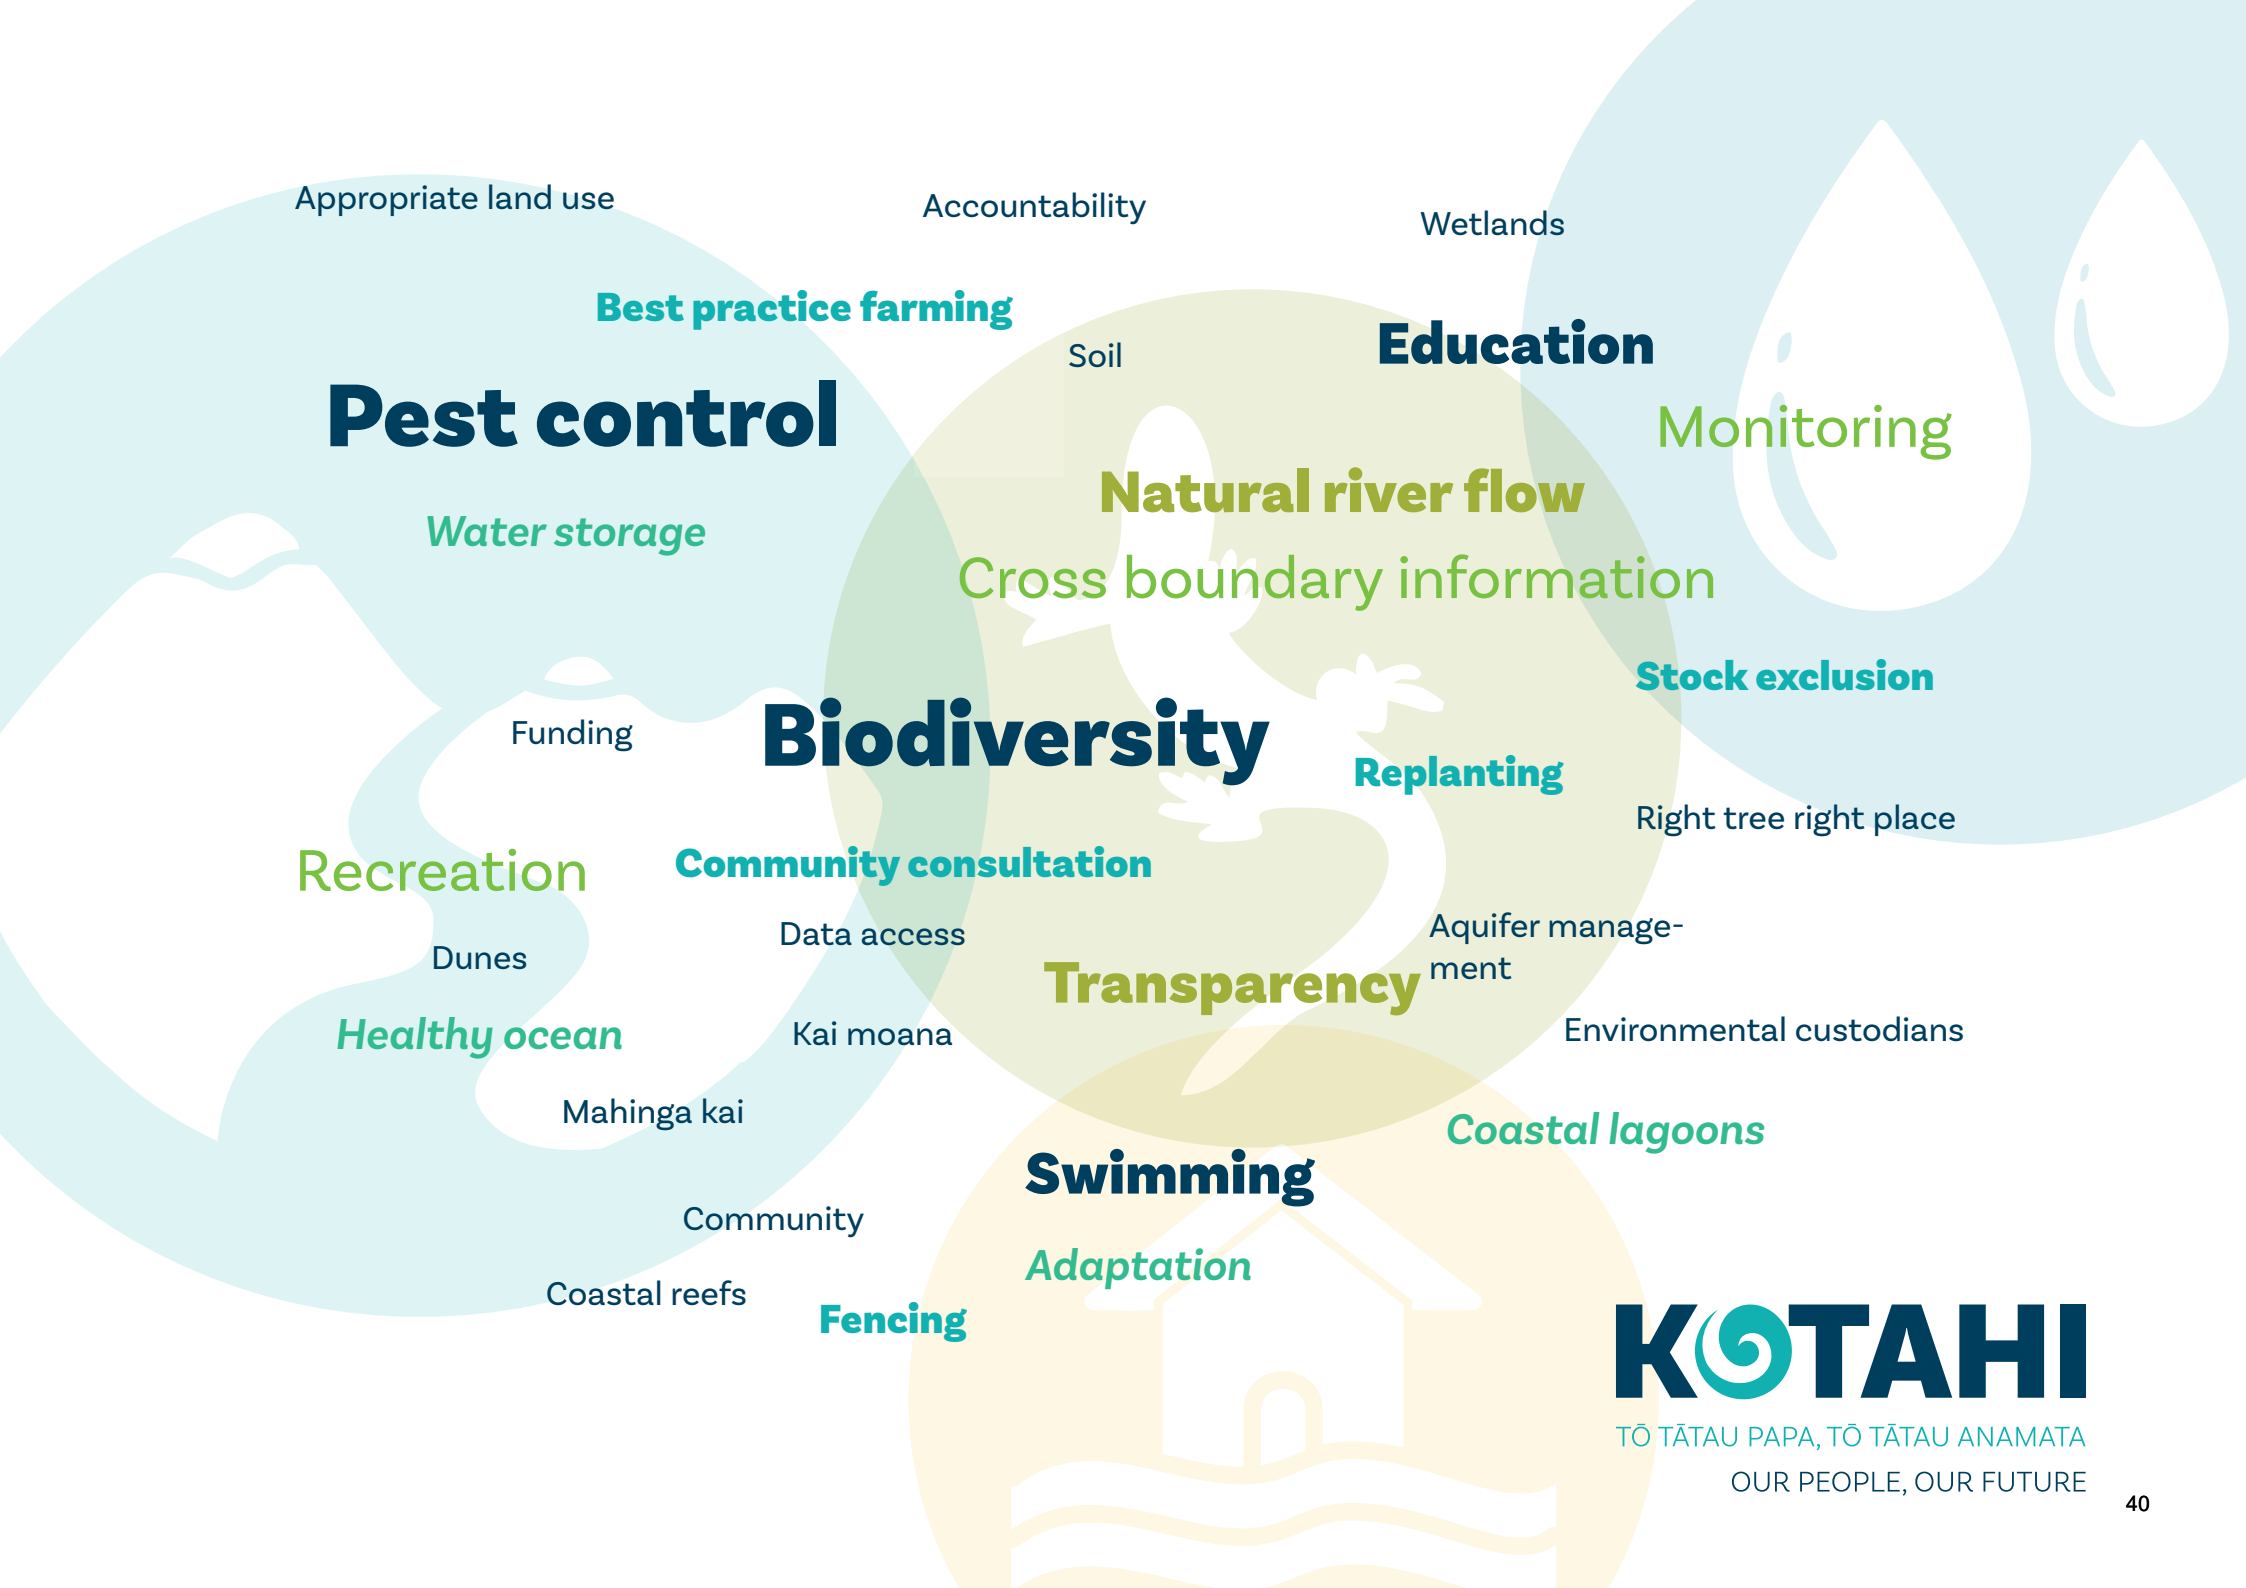 Appropriate land use
Accountability
Wetlands
Best practice farming
Soil
Education
Pest control
Monitoring
Natural river flow
Water storage
Cross boundary information
Stock exclusion
Funding
Biodiversity
Replanting
Right tree right place
Recreation
Community consultation
Data access
Aquifer manage-
ment
Dunes
Transparency
Healthy ocean
Kai moana
Environmental custodians
Mahinga kai
Coastal lagoons
Swimming
Community
Adaptation
Coastal reefs
Fencing
KOTAHI
TŌ TĀTAU PAPA, TŌ TĀTAU ANAMATA
OUR PEOPLE, OUR FUTURE
40